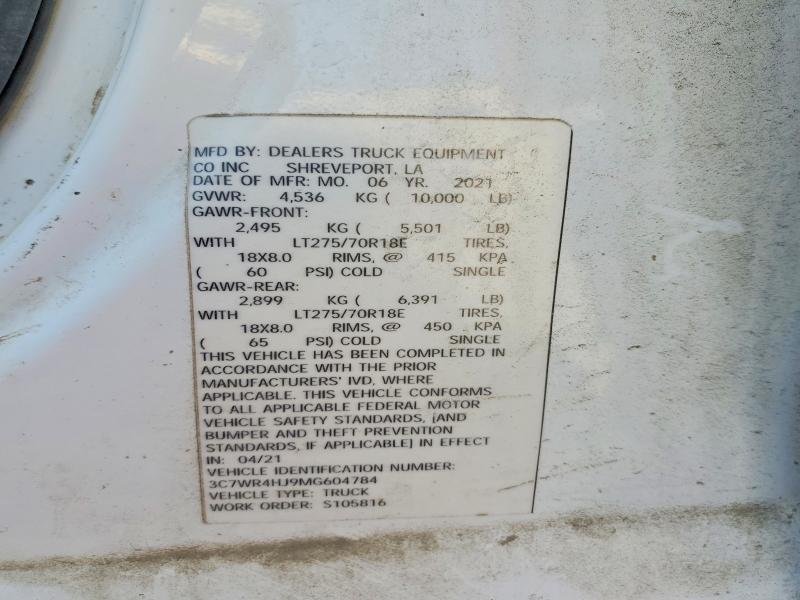 MFD BY: DEALERS TRUCK EQUIPMENT
CO INC SHREVEPORT, LA
DATE OF MFR: MO. 06 YR. 2021
GVWR: 4,536 KG ( 10,000 LB)
GAWR-FRONT:
2,495 KG ( 5,501 LB)
WITH LT275/70R18E TIRES,
18X8.0 RIMS, @ 415 KPA
( 60 PSI) COLD SINGLE
GAWR-REAR:
2,899 KG ( 6,391 LB)
WITH LT275/70R18E TIRES,
18X8.0 RIMS, @ 450 KPA
( 65 PSI) COLD SINGLE
THIS VEHICLE HAS BEEN COMPLETED IN
ACCORDANCE WITH THE PRIOR
MANUFACTURERS' IVD, WHERE
APPLICABLE. THIS VEHICLE CONFORMS
TO ALL APPLICABLE FEDERAL MOTOR
VEHICLE SAFETY STANDARDS, [AND
BUMPER AND THEFT PREVENTION
STANDARDS, IF APPLICABLE] IN EFFECT
IN: 04/21
VEHICLE IDENTIFICATION NUMBER:
3C7WR4HJ9MG604784
VEHICLE TYPE: TRUCK
WORK ORDER: S105816